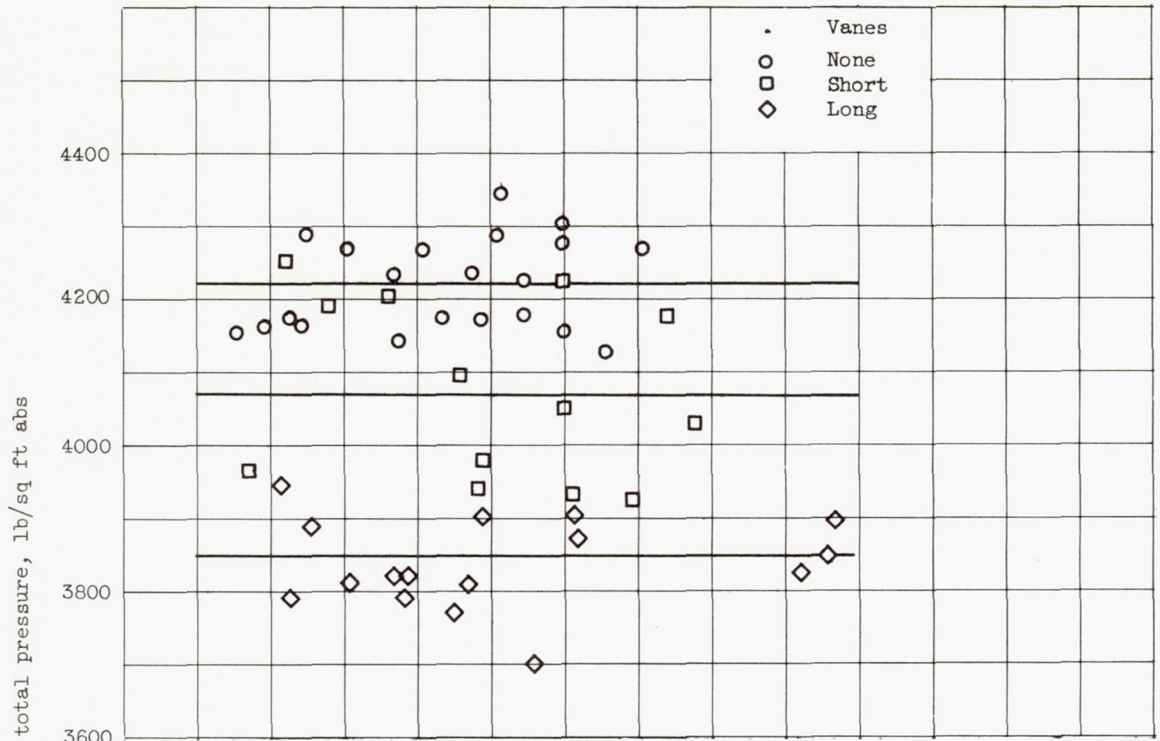 Vanes
None
Short
Long
4400
4200
4000
3800
3600
total pressure, lb/sq ft abs